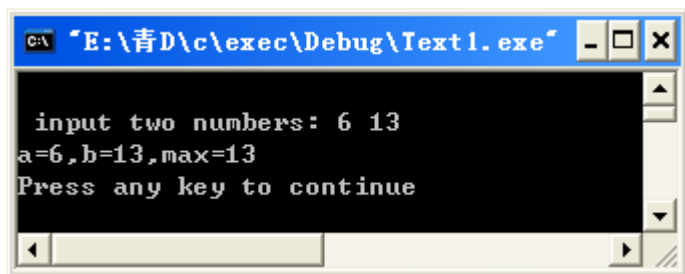 "E:\青D\c\exec\Debug\Text1.exe"
input two numbers: 6 13
a=6,b=13,max=13
Press any key to continue